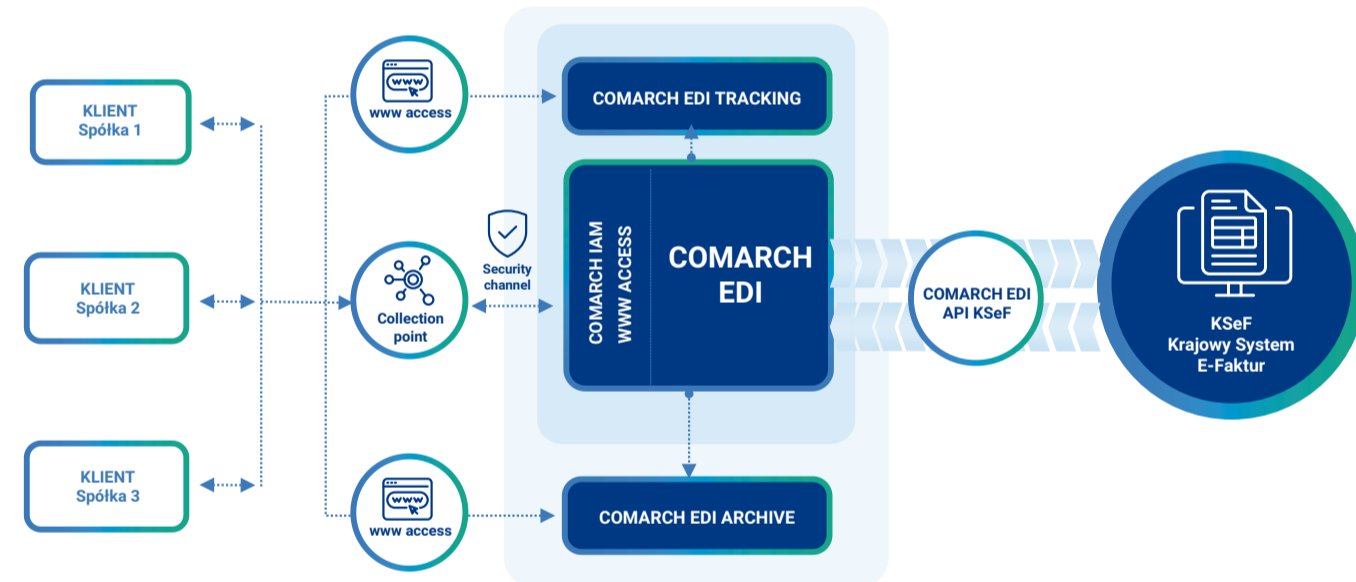 KLIENT
Spółka 1
KLIENT
Spółka 2
KLIENT
Spółka 3
www
www access
Collection
point
www
www access
Security
channel
COMARCH EDI TRACKING
COMARCH IAM
WWW ACCESS
COMARCH
EDI
COMARCH EDI ARCHIVE
COMARCH EDI
API KSeF
KSeF
Krajowy System
E-Faktur